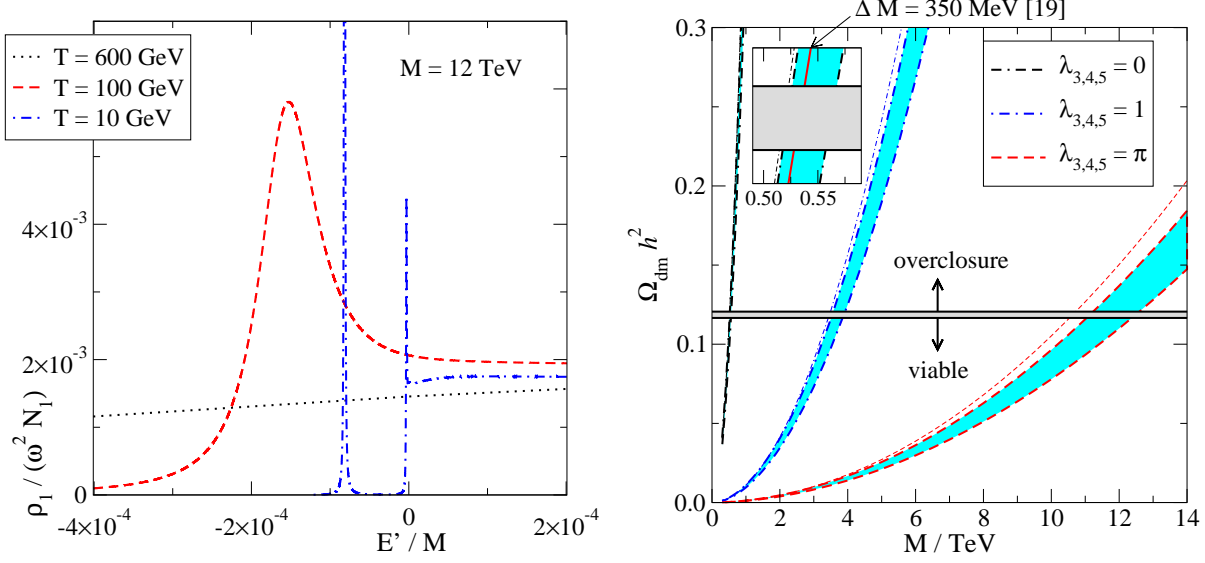 T = 600 GeV
T = 100 GeV
T = 10 GeV
M = 12 TeV
4×10⁻³
2×10⁻³
0
-4×10⁻⁴
-2×10⁻⁴
0
2×10⁻⁴
E' / M
ρ₁ / (ω² N₁)
Δ M = 350 MeV [19]
0.3
0.2
0.1
0.0
0.50
0.55
λ₃,₄,₅ = 0
λ₃,₄,₅ = 1
λ₃,₄,₅ = π
overclosure
viable
0
2
4
6
8
10
12
14
M / TeV
Ω_dm h²